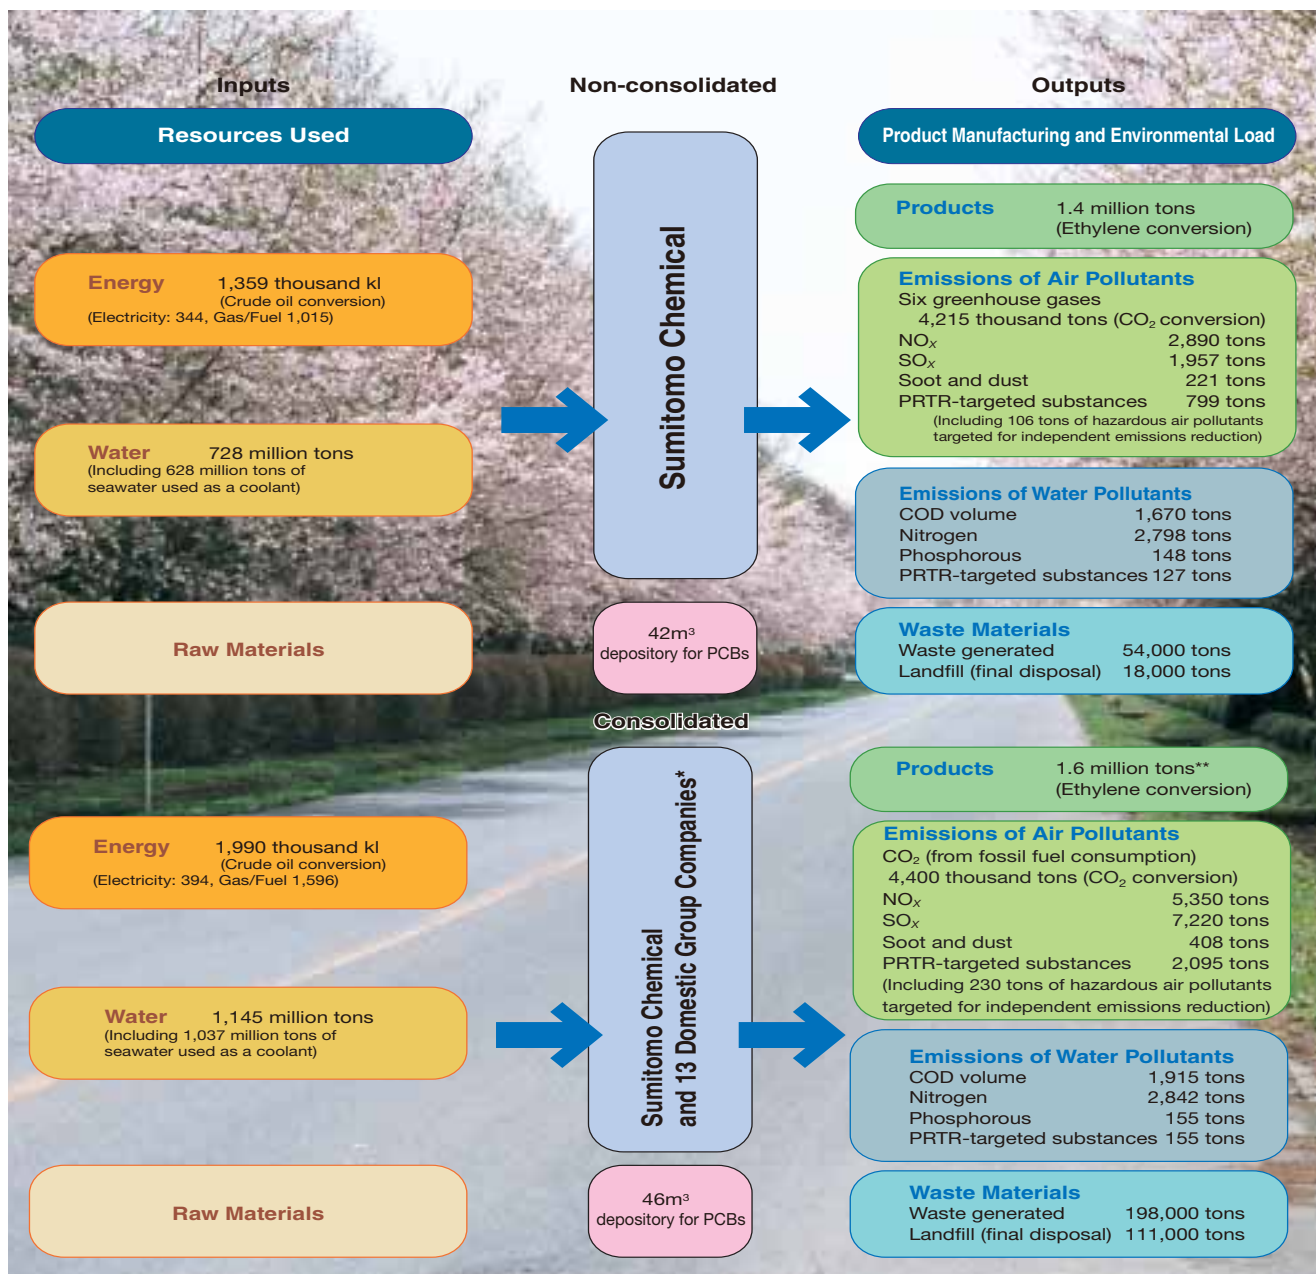 Inputs
Non-consolidated
Outputs
Resources Used
Product Manufacturing and Environmental Load
Energy 1,359 thousand kl
(Crude oil conversion)
(Electricity: 344, Gas/Fuel 1,015)
Water 728 million tons
(Including 628 million tons of
seawater used as a coolant)
Raw Materials
Sumitomo Chemical
42m³
depository for PCBs
Products 1.4 million tons
(Ethylene conversion)
Emissions of Air Pollutants
Six greenhouse gases
4,215 thousand tons (CO₂ conversion)
NOx 2,890 tons
SOx 1,957 tons
Soot and dust 221 tons
PRTR-targeted substances 799 tons
(Including 106 tons of hazardous air pollutants
targeted for independent emissions reduction)
Emissions of Water Pollutants
COD volume 1,670 tons
Nitrogen 2,798 tons
Phosphorous 148 tons
PRTR-targeted substances 127 tons
Waste Materials
Waste generated 54,000 tons
Landfill (final disposal) 18,000 tons
Consolidated
Energy 1,990 thousand kl
(Crude oil conversion)
(Electricity: 394, Gas/Fuel 1,596)
Water 1,145 million tons
(Including 1,037 million tons of
seawater used as a coolant)
Raw Materials
Sumitomo Chemical
and 13 Domestic Group Companies*
46m³
depository for PCBs
Products 1.6 million tons**
(Ethylene conversion)
Emissions of Air Pollutants
CO₂ (from fossil fuel consumption)
4,400 thousand tons (CO₂ conversion)
NOx 5,350 tons
SOx 7,220 tons
Soot and dust 408 tons
PRTR-targeted substances 2,095 tons
(Including 230 tons of hazardous air pollutants
targeted for independent emissions reduction)
Emissions of Water Pollutants
COD volume 1,915 tons
Nitrogen 2,842 tons
Phosphorous 155 tons
PRTR-targeted substances 155 tons
Waste Materials
Waste generated 198,000 tons
Landfill (final disposal) 111,000 tons